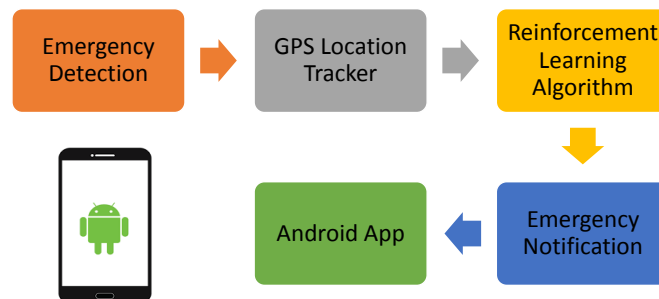 Emergency
Detection
GPS Location
Tracker
Reinforcement
Learning
Algorithm
Android App
Emergency
Notification